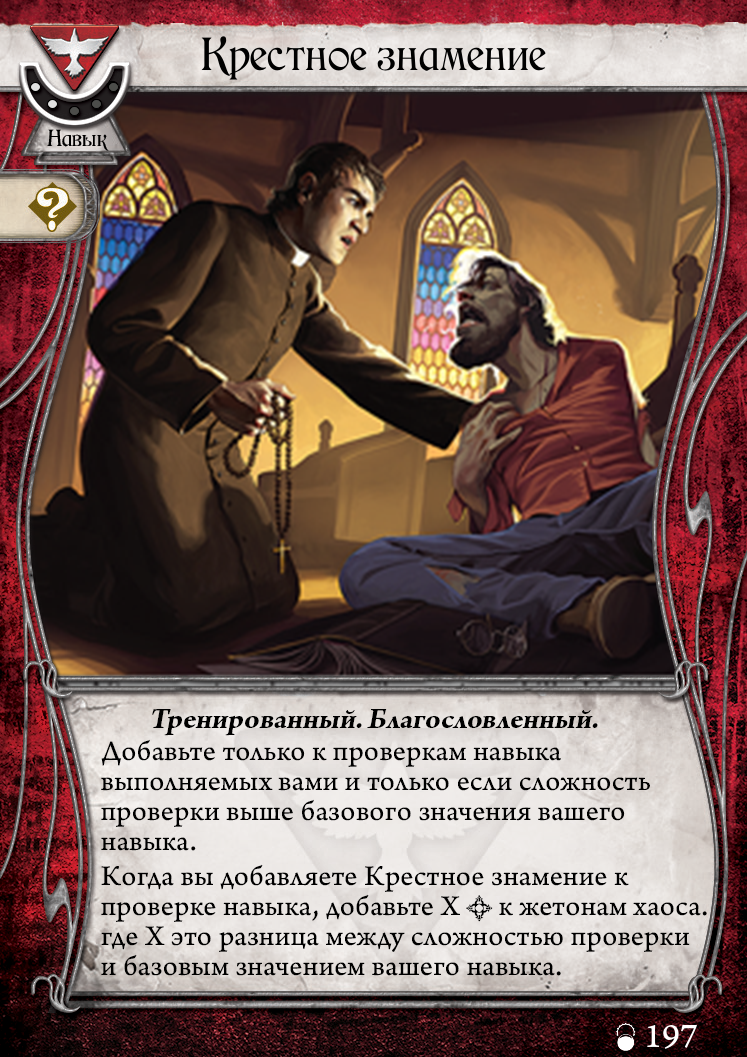 Крестное знамение
Навык
?
Тренированный. Благословленный.
Добавьте только к проверкам навыка
выполняемых вами и только если сложность
проверки выше базового значения вашего
навыка.
Когда вы добавляете Крестное знамение к
проверке навыка, добавьте X к жетонам хаоса.
где X это разница между сложностью проверки
и базовым значением вашего навыка.
197